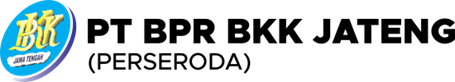 BKK
JAWA TENGAH
PT BPR BKK JATENG
(PERSERODA)